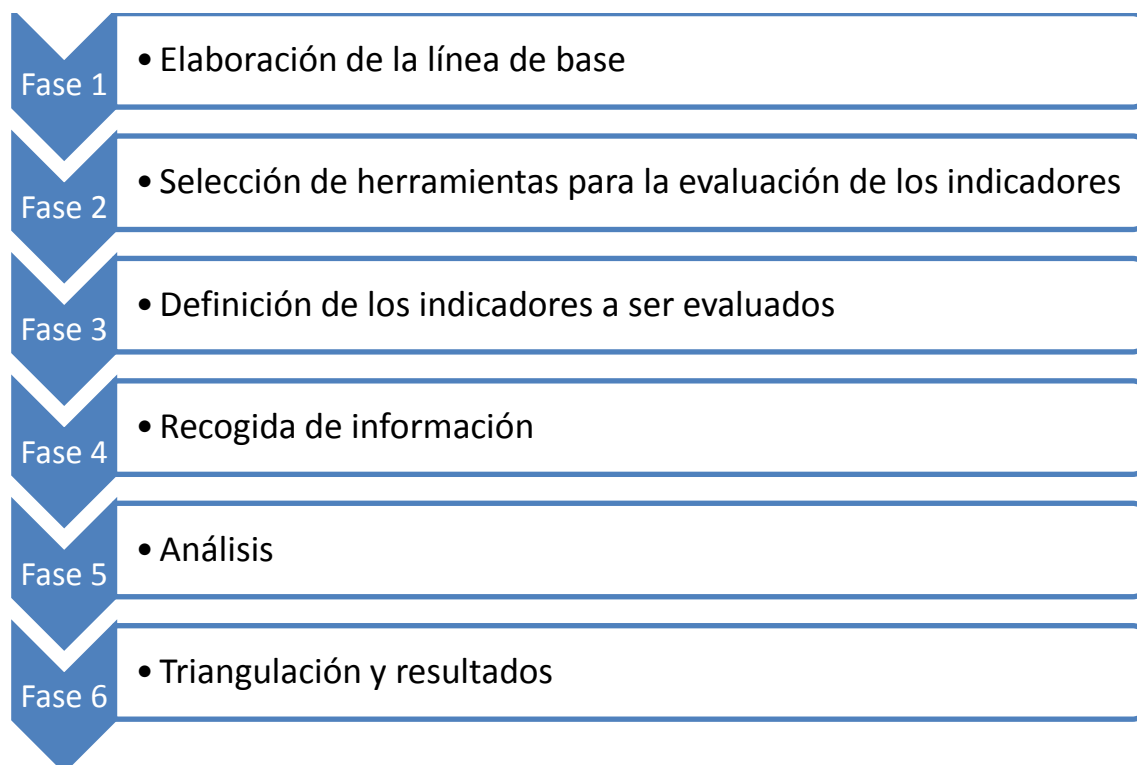 Fase 1
• Elaboración de la línea de base
Fase 2
• Selección de herramientas para la evaluación de los indicadores
Fase 3
• Definición de los indicadores a ser evaluados
Fase 4
• Recogida de información
Fase 5
• Análisis
Fase 6
• Triangulación y resultados